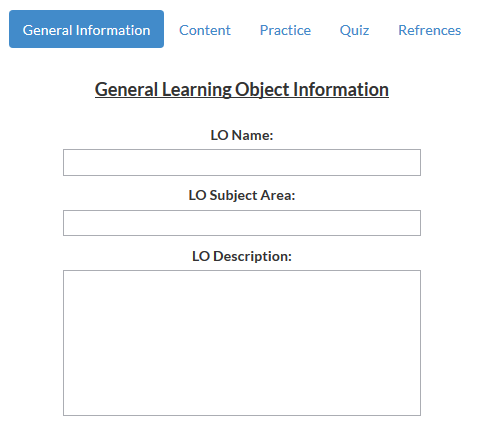 General Information Content Practice Quiz Refrences
General Learning Object Information
LO Name:
LO Subject Area:
LO Description: